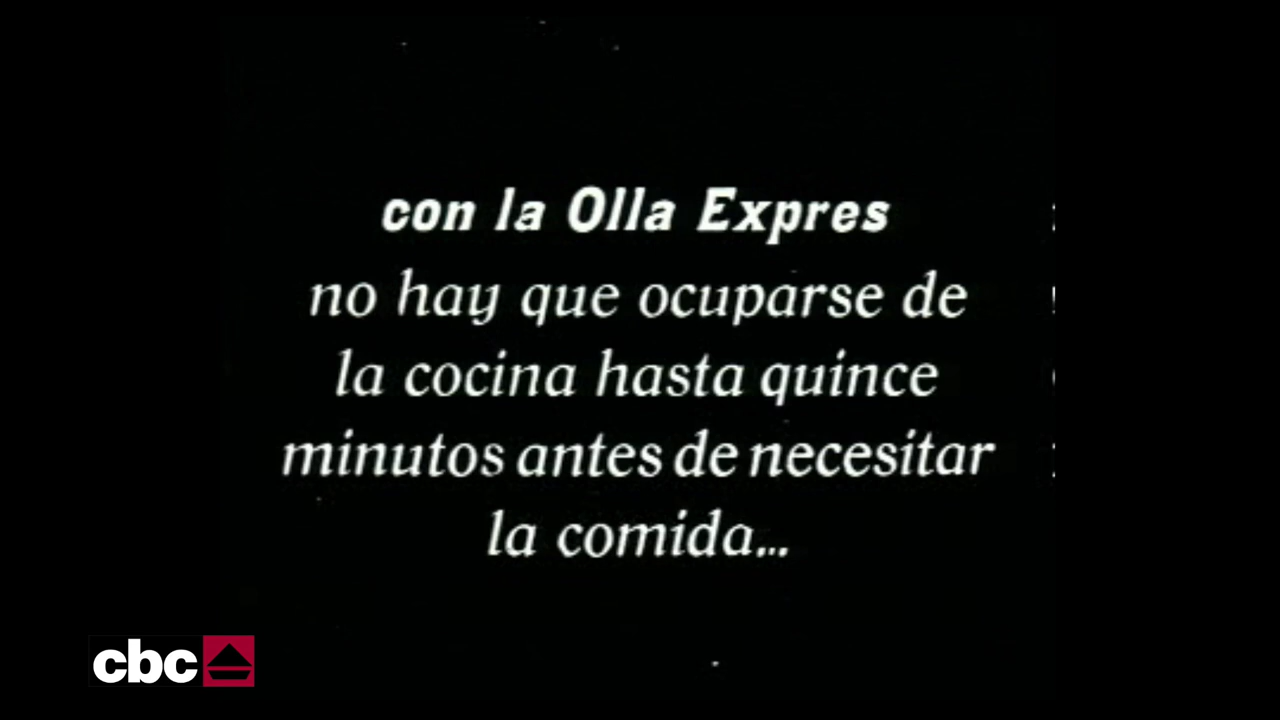 con la Olla Expres
no hay que ocuparse de
la cocina hasta quince
minutos antes de necesitar
la comida...
cbc